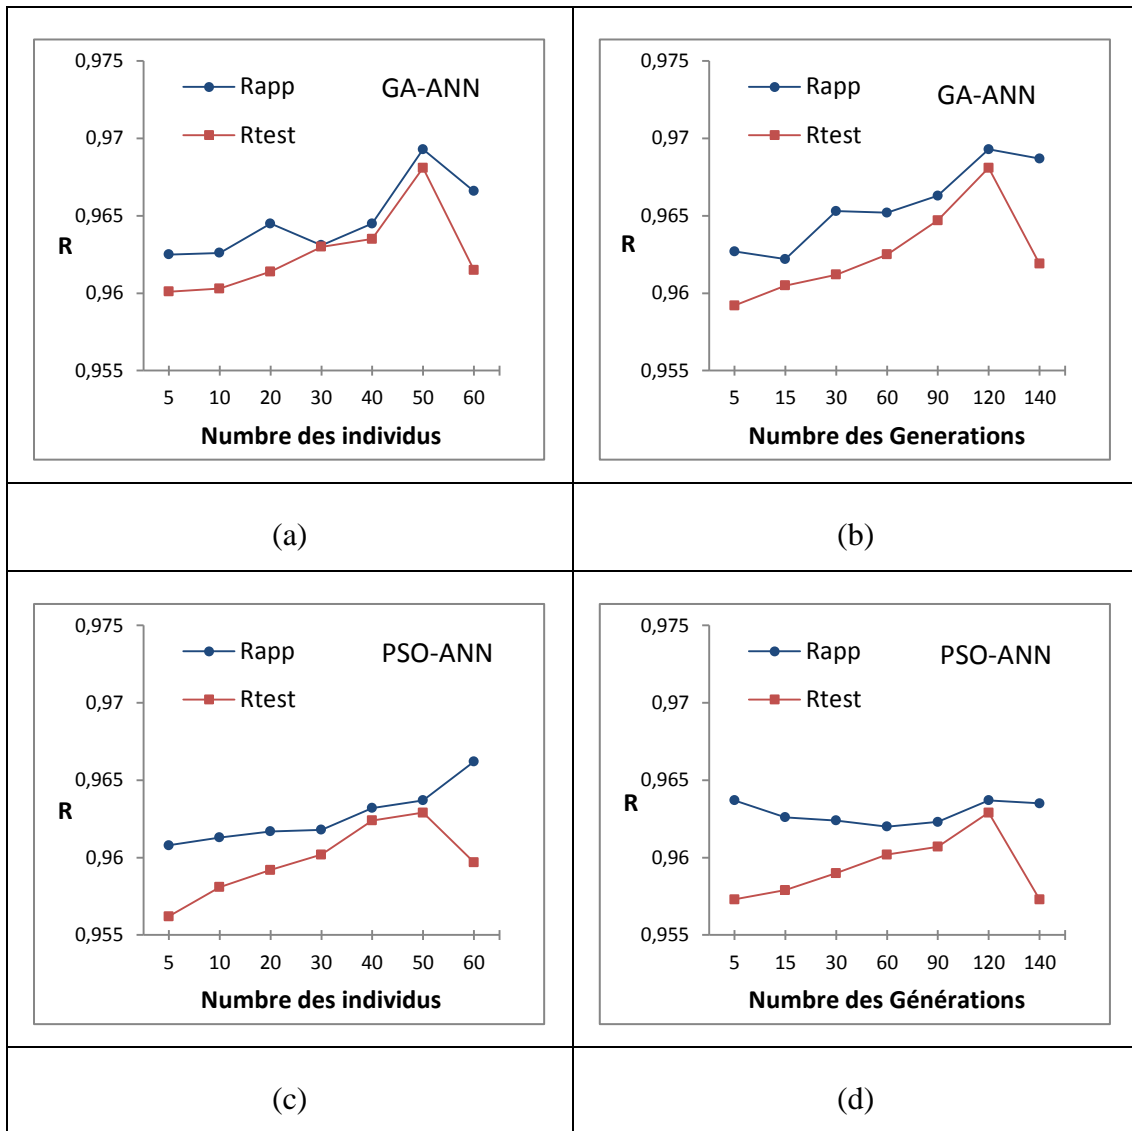 0,975
0,97
0,965
0,96
0,955
R
Rapp
Rtest
GA-ANN
5 10 20 30 40 50 60
Numbre des individus
(a)
0,975
0,97
0,965
0,96
0,955
R
Rapp
Rtest
GA-ANN
5 15 30 60 90 120 140
Numbre des Generations
(b)
0,975
0,97
0,965
0,96
0,955
R
Rapp
Rtest
PSO-ANN
5 10 20 30 40 50 60
Numbre des individus
(c)
0,975
0,97
0,965
0,96
0,955
R
Rapp
Rtest
PSO-ANN
5 15 30 60 90 120 140
Numbre des Générations
(d)